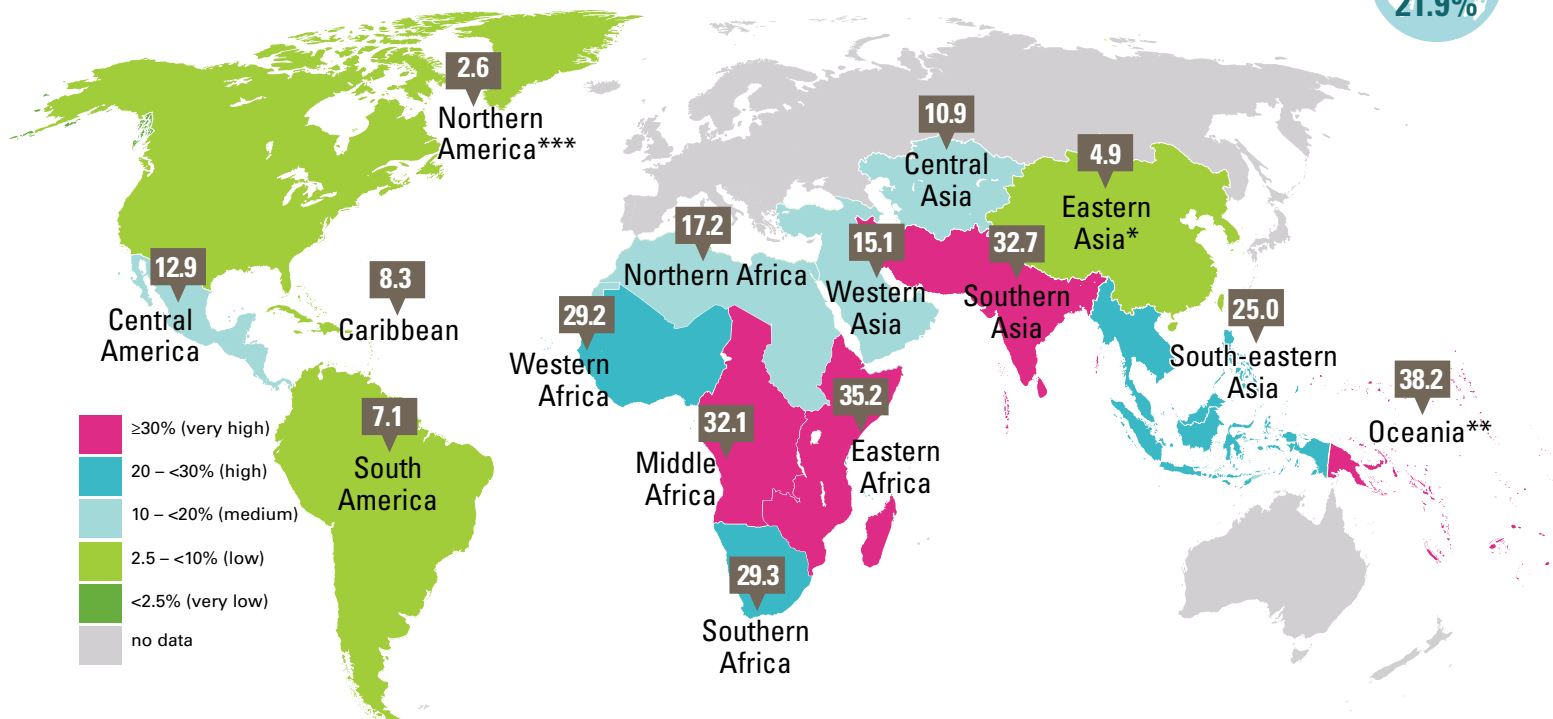 21.9%
2.6
Northern
America***
10.9
Central
Asia
4.9
Eastern
Asia*
17.2
Northern Africa
15.1
Western
Asia
32.7
Southern
Asia
12.9
Central
America
8.3
Caribbean
29.2
Western
Africa
25.0
South-eastern
Asia
38.2
Oceania**
7.1
South
America
32.1
Middle
Africa
35.2
Eastern
Africa
29.3
Southern
Africa
≥30% (very high)
20 – <30% (high)
10 – <20% (medium)
2.5 – <10% (low)
<2.5% (very low)
no data